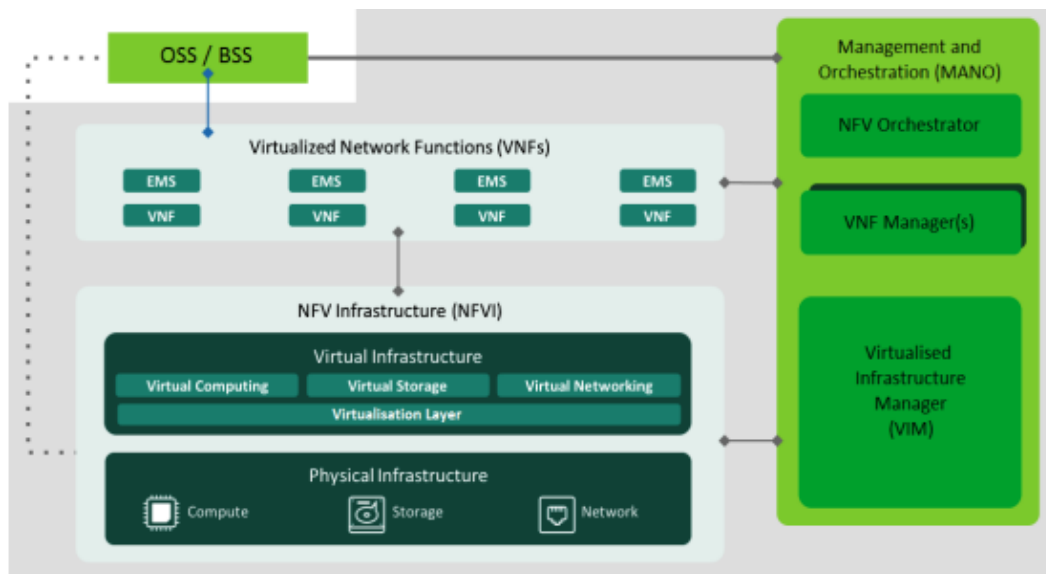 OSS / BSS
Management and
Orchestration (MANO)
NFV Orchestrator
VNF Manager(s)
Virtualised
Infrastructure
Manager
(VIM)
Virtualized Network Functions (VNFs)
EMS EMS EMS EMS
VNF VNF VNF VNF
NFV Infrastructure (NFVI)
Virtual Infrastructure
Virtual Computing Virtual Storage Virtual Networking
Virtualisation Layer
Physical Infrastructure
Compute Storage Network